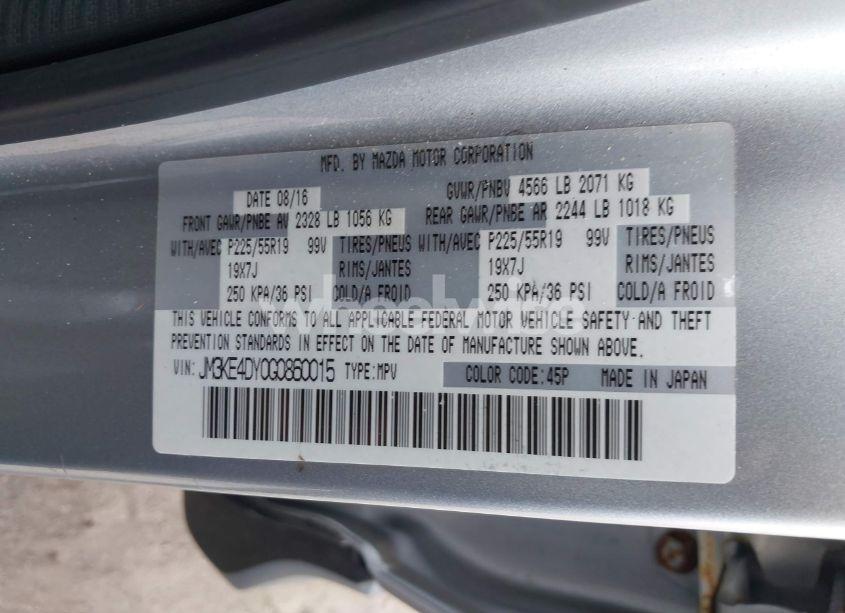 MFD. BY MAZDA MOTOR CORPORATION
DATE 08/16 GVWR/PNBV 4566 LB 2071 KG
FRONT GAWR/PNBE AV 2328 LB 1056 KG REAR GAWR/PNBE AR 2244 LB 1018 KG
WITH/AVEC P225/55R19 99V TIRES/PNEUS WITH/AVEC P225/55R19 99V TIRES/PNEUS
19X7J RIMS/JANTES 19X7J RIMS/JANTES
250 KPA/36 PSI COLD/A FROID 250 KPA/36 PSI COLD/A FROID
THIS VEHICLE CONFORMS TO ALL APPLICABLE FEDERAL MOTOR VEHICLE SAFETY AND THEFT
PREVENTION STANDARDS IN EFFECT ON THE DATE OF MANUFACTURE SHOWN ABOVE.
VIN: JM3KE4DY0G0860015 TYPE:MPV COLOR CODE:45P MADE IN JAPAN